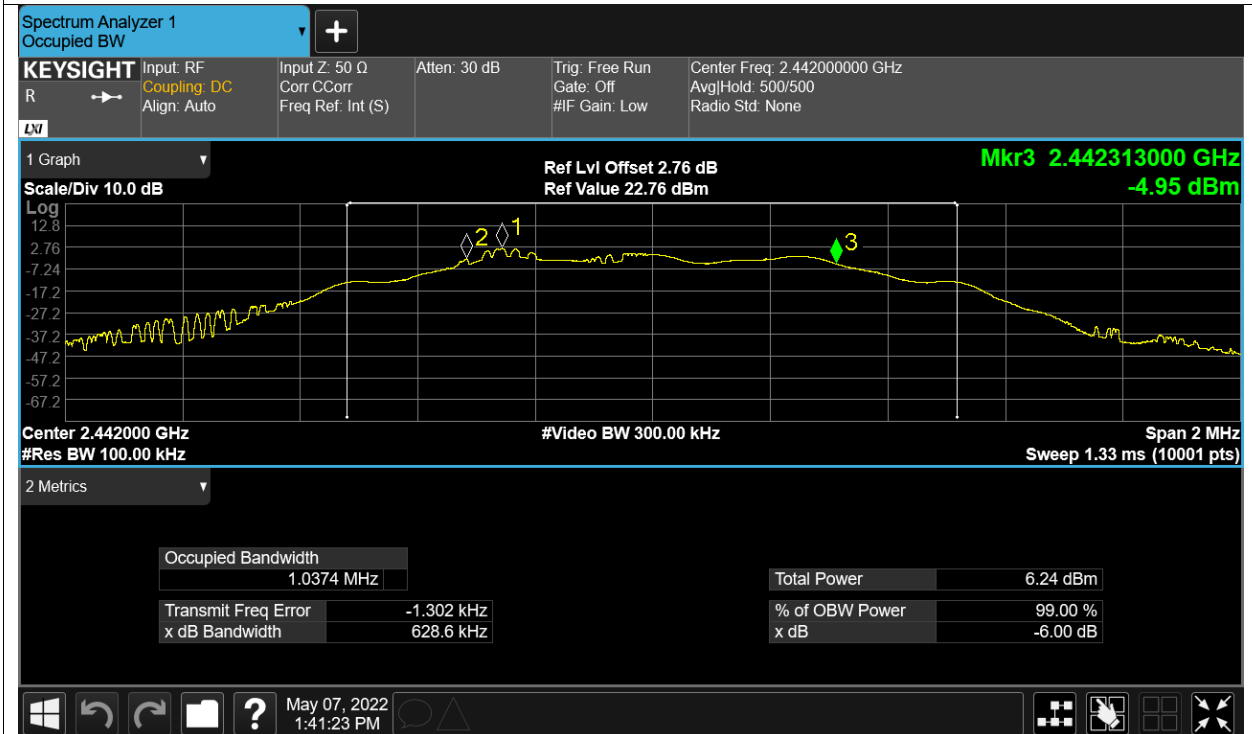 Spectrum Analyzer 1
Occupied BW
KEYSIGHT Input: RF Input Z: 50 Ω Atten: 30 dB Trig: Free Run Center Freq: 2.442000000 GHz
R Coupling: DC Corr CCorr Gate: Off Avg|Hold: 500/500
Align: Auto Freq Ref: Int (S) #IF Gain: Low Radio Std: None
LXI
1 Graph Ref Lvl Offset 2.76 dB Mkr3 2.442313000 GHz
Scale/Div 10.0 dB Ref Value 22.76 dBm -4.95 dBm
Log
12.8
2.76
-7.24
-17.2
-27.2
-37.2
-47.2
-57.2
-67.2
2 1 3
Center 2.442000 GHz #Video BW 300.00 kHz Span 2 MHz
#Res BW 100.00 kHz Sweep 1.33 ms (10001 pts)
2 Metrics
Occupied Bandwidth
1.0374 MHz Total Power 6.24 dBm
Transmit Freq Error -1.302 kHz % of OBW Power 99.00 %
x dB Bandwidth 628.6 kHz x dB -6.00 dB
? May 07, 2022
1:41:23 PM